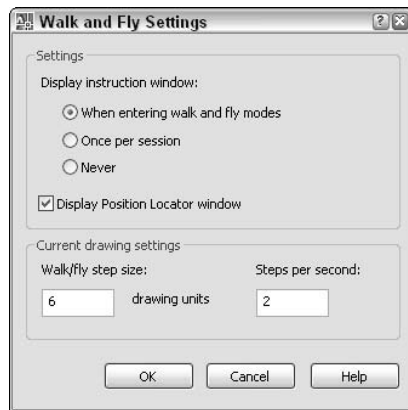 Walk and Fly Settings
Settings
Display instruction window:
When entering walk and fly modes
Once per session
Never
Display Position Locator window
Current drawing settings
Walk/fly step size: Steps per second:
6 drawing units 2
OK Cancel Help